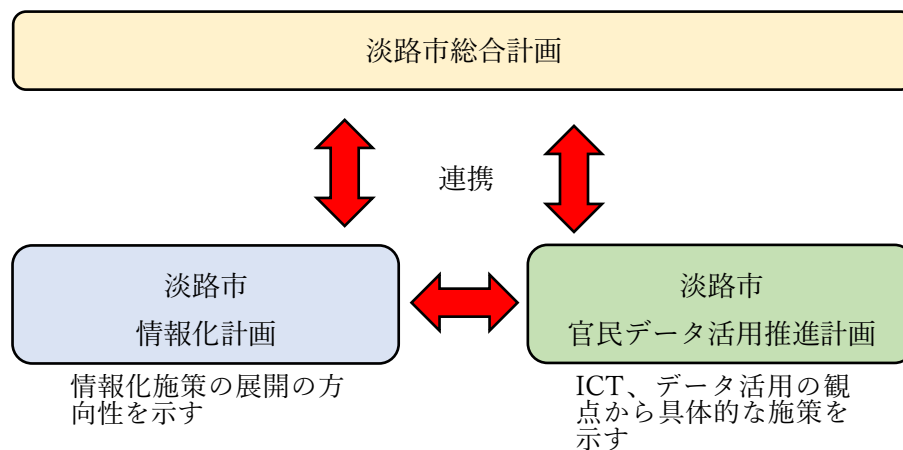 淡路市総合計画
連携
淡路市
情報化計画
淡路市
官民データ活用推進計画
情報化施策の展開の方
向性を示す
ICT、データ活用の観
点から具体的な施策を
示す